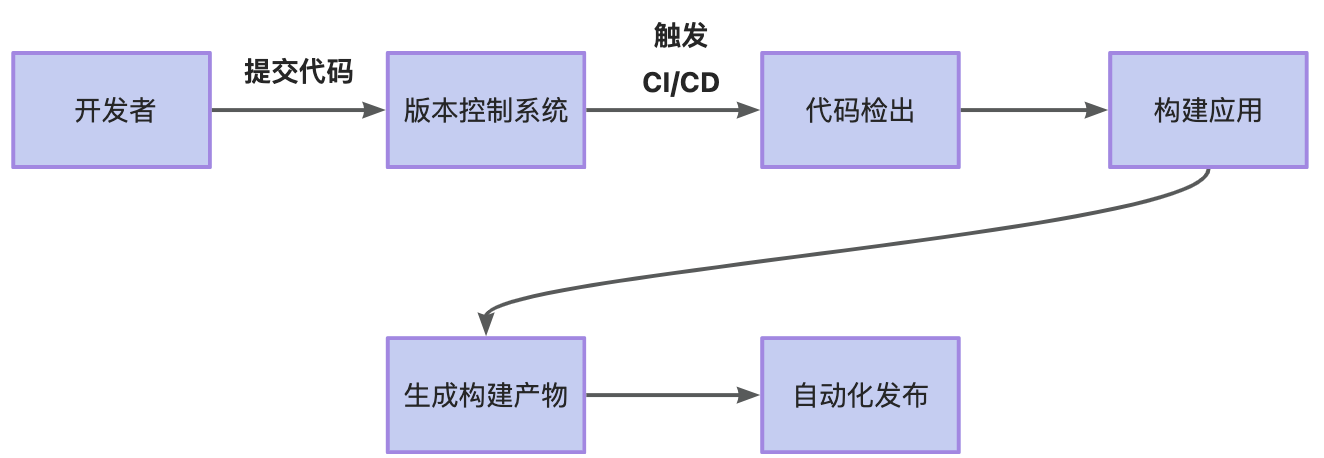 开发者
提交代码
版本控制系统
触发
CI/CD
代码检出
构建应用
生成构建产物
自动化发布